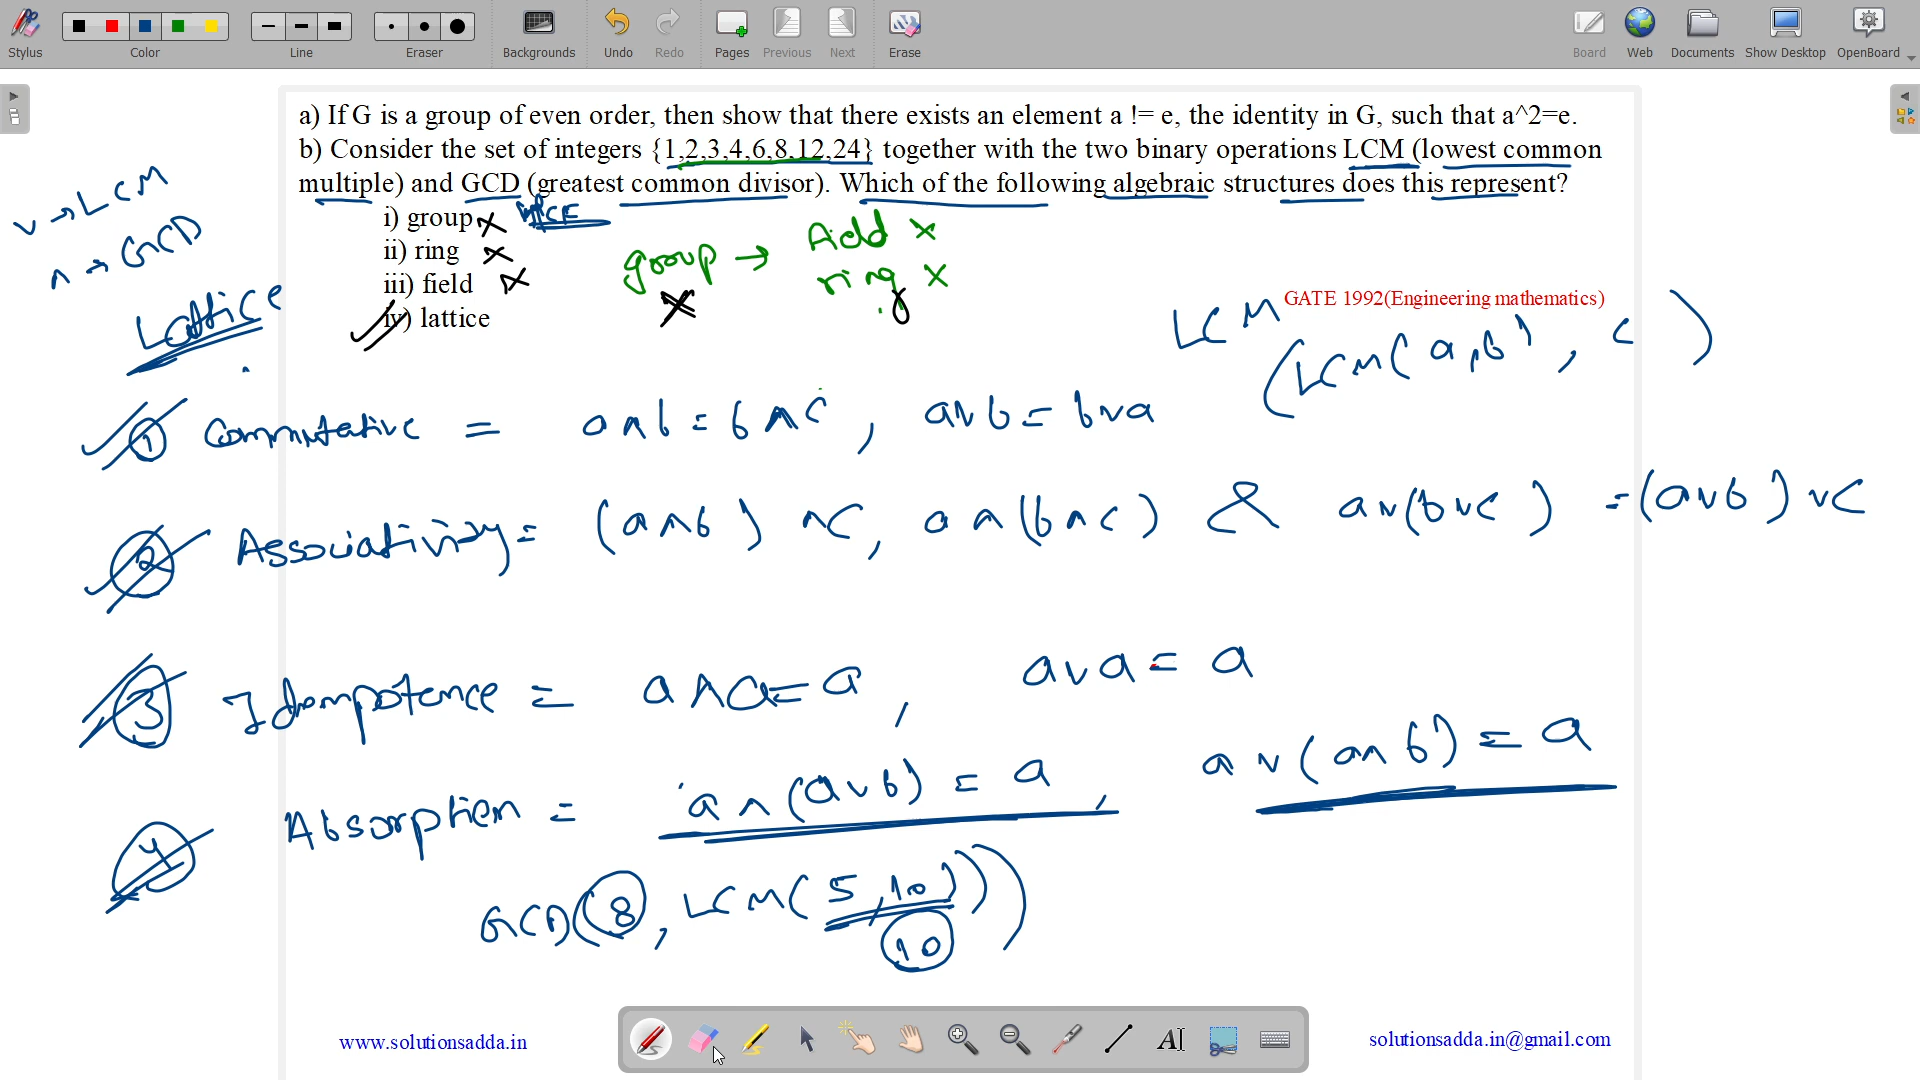 Stylus
Color
Line
Eraser
Backgrounds
Undo
Redo
Pages
Previous
Next
Erase
Board
Web
Documents
Show Desktop
OpenBoard
a) If G is a group of even order, then show that there exists an element a != e, the identity in G, such that a^2=e.
b) Consider the set of integers {1,2,3,4,6,8,12,24} together with the two binary operations LCM (lowest common
multiple) and GCD (greatest common divisor). Which of the following algebraic structures does this represent?
i) group ×
ii) ring ×
iii) field ×
iv) lattice
GATE 1992(Engineering mathematics)
∨ → LCM
∧ → GCD
Lattice
group → Add ×
ring ×
LCM
(LCM(a,b), c )
① Commutative = a∧b = b∧c, a∨b = b∨a
② Associativity = (a∧b) ∧c, a∧(b∧c) & a∨(b∨c) = (a∨b)∨c
③ Idempotence = a∧a = a, a∨a = a
④ Absorption = a∧(a∨b) = a, a∨(a∧b) = a
GCD(8, LCM(5,10)))
10
www.solutionsadda.in
solutionsadda.in@gmail.com